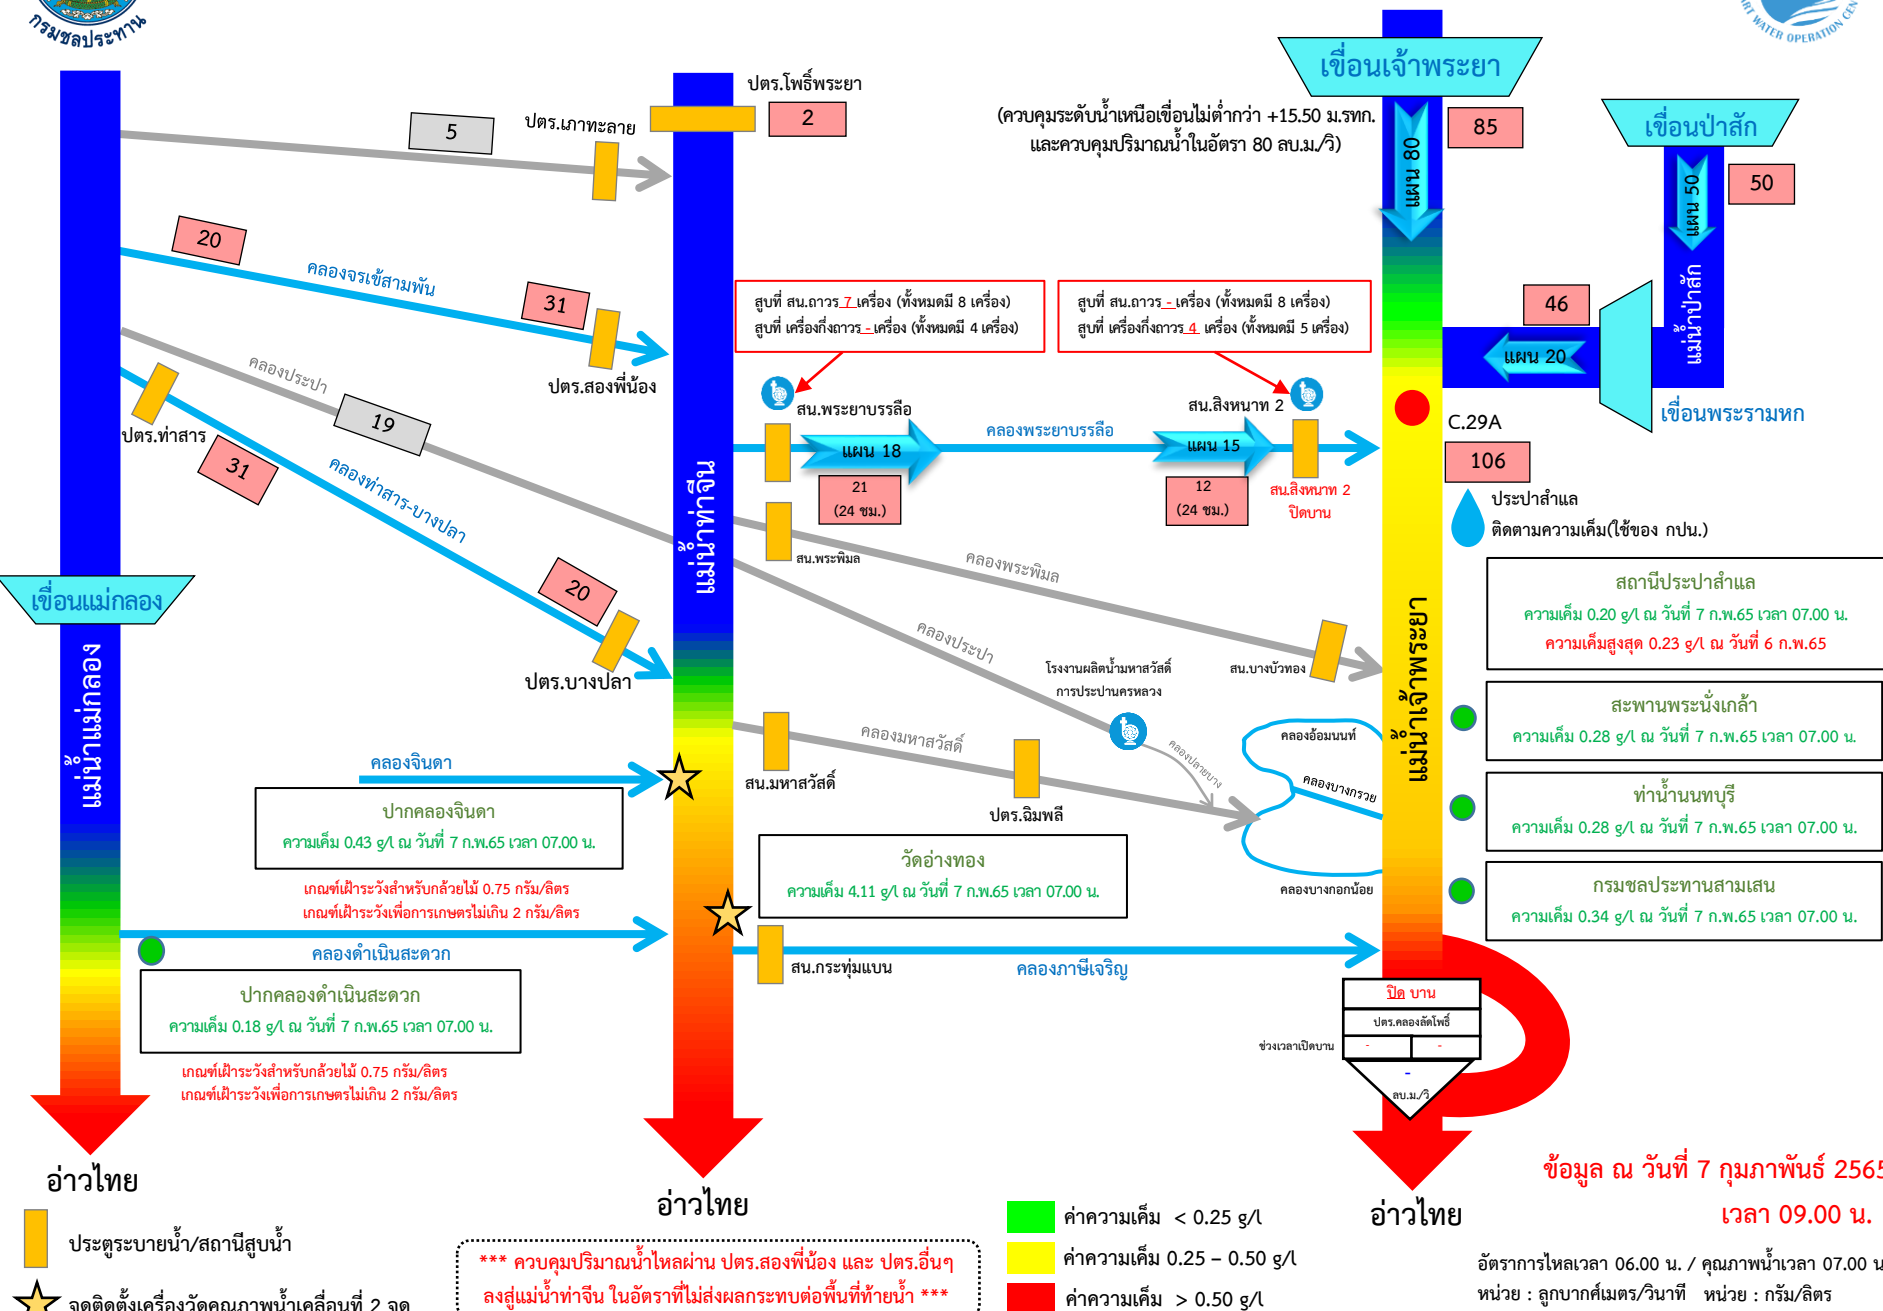 กรมชลประทาน
ปตร.โพธิ์พระยา
2
ปตร.เภาทะลาย
5
เขื่อนเจ้าพระยา
(ควบคุมระดับน้ำเหนือเขื่อนไม่ต่ำกว่า +15.50 ม.รทก.
และควบคุมปริมาณน้ำในอัตรา 80 ลบ.ม./วิ)
แผน 80
85
เขื่อนป่าสัก
แผน 50
50
แม่น้ำป่าสัก
46
แผน 20
เขื่อนพระรามหก
20
คลองจรเข้สามพัน
31
ปตร.สองพี่น้อง
สูบที่ สน.ถาวร 7 เครื่อง (ทั้งหมดมี 8 เครื่อง)
สูบที่ เครื่องกึ่งถาวร - เครื่อง (ทั้งหมดมี 4 เครื่อง)
สูบที่ สน.ถาวร - เครื่อง (ทั้งหมดมี 8 เครื่อง)
สูบที่ เครื่องกึ่งถาวร 4 เครื่อง (ทั้งหมดมี 5 เครื่อง)
คลองประปา
19
ปตร.ท่าสาร
31
คลองท่าสาร-บางปลา
20
ปตร.บางปลา
สน.พระยาบรรลือ
แผน 18
21
(24 ชม.)
คลองพระยาบรรลือ
สน.สิงหนาท 2
แผน 15
12
(24 ชม.)
สน.สิงหนาท 2
ปิดบาน
C.29A
106
ประปาสำแล
ติดตามความเค็ม(ใช้ของ กปน.)
แม่น้ำท่าจีน
สน.พระพิมล
คลองพระพิมล
สน.บางบัวทอง
เขื่อนแม่กลอง
แม่น้ำแม่กลอง
คลองประปา
โรงงานผลิตน้ำมหาสวัสดิ์
การประปานครหลวง
คลองปลายบาง
แม่น้ำเจ้าพระยา
สถานีประปาสำแล
ความเค็ม 0.20 g/l ณ วันที่ 7 ก.พ.65 เวลา 07.00 น.
ความเค็มสูงสุด 0.23 g/l ณ วันที่ 6 ก.พ.65
สะพานพระนั่งเกล้า
ความเค็ม 0.28 g/l ณ วันที่ 7 ก.พ.65 เวลา 07.00 น.
ท่าน้ำนนทบุรี
ความเค็ม 0.28 g/l ณ วันที่ 7 ก.พ.65 เวลา 07.00 น.
กรมชลประทานสามเสน
ความเค็ม 0.34 g/l ณ วันที่ 7 ก.พ.65 เวลา 07.00 น.
คลองมหาสวัสดิ์
สน.มหาสวัสดิ์
ปตร.ฉิมพลี
คลองอ้อมนนท์
คลองบางกรวย
คลองบางกอกน้อย
คลองจินดา
ปากคลองจินดา
ความเค็ม 0.43 g/l ณ วันที่ 7 ก.พ.65 เวลา 07.00 น.
เกณฑ์เฝ้าระวังสำหรับกล้วยไม้ 0.75 กรัม/ลิตร
เกณฑ์เฝ้าระวังเพื่อการเกษตรไม่เกิน 2 กรัม/ลิตร
วัดอ่างทอง
ความเค็ม 4.11 g/l ณ วันที่ 7 ก.พ.65 เวลา 07.00 น.
คลองดำเนินสะดวก
ปากคลองดำเนินสะดวก
ความเค็ม 0.18 g/l ณ วันที่ 7 ก.พ.65 เวลา 07.00 น.
เกณฑ์เฝ้าระวังสำหรับกล้วยไม้ 0.75 กรัม/ลิตร
เกณฑ์เฝ้าระวังเพื่อการเกษตรไม่เกิน 2 กรัม/ลิตร
สน.กระทุ่มแบน
คลองภาษีเจริญ
ปิด บาน
ปตร.คลองลัดโพธิ์
ช่วงเวลาเปิดบาน
- -
-
ลบ.ม./วิ
อ่าวไทย
อ่าวไทย
อ่าวไทย
ข้อมูล ณ วันที่ 7 กุมภาพันธ์ 2565
เวลา 09.00 น.
ประตูระบายน้ำ/สถานีสูบน้ำ
จุดติดตั้งเครื่องวัดคุณภาพน้ำเคลื่อนที่ 2 จุด
*** ควบคุมปริมาณน้ำไหลผ่าน ปตร.สองพี่น้อง และ ปตร.อื่นๆ
ลงสู่แม่น้ำท่าจีน ในอัตราที่ไม่ส่งผลกระทบต่อพื้นที่ท้ายน้ำ ***
ค่าความเค็ม < 0.25 g/l
ค่าความเค็ม 0.25 – 0.50 g/l
ค่าความเค็ม > 0.50 g/l
อัตราการไหลเวลา 06.00 น. / คุณภาพน้ำเวลา 07.00 น
หน่วย : ลูกบาศก์เมตร/วินาที หน่วย : กรัม/ลิตร